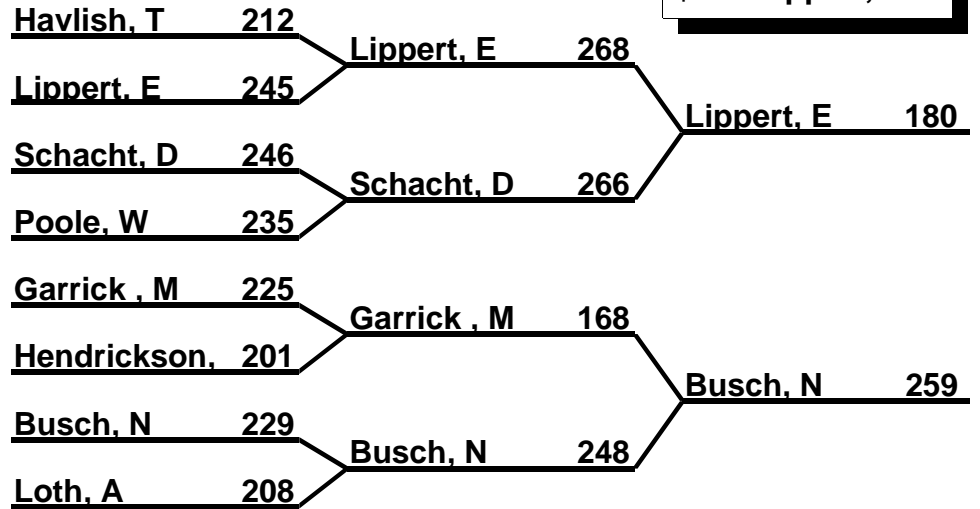 Havlish, T 212
Lippert, E 268
Lippert, E 245
Lippert, E 180
Schacht, D 246
Schacht, D 266
Poole, W 235
Garrick , M 225
Garrick , M 168
Hendrickson, 201
Busch, N 259
Busch, N 229
Busch, N 248
Loth, A 208